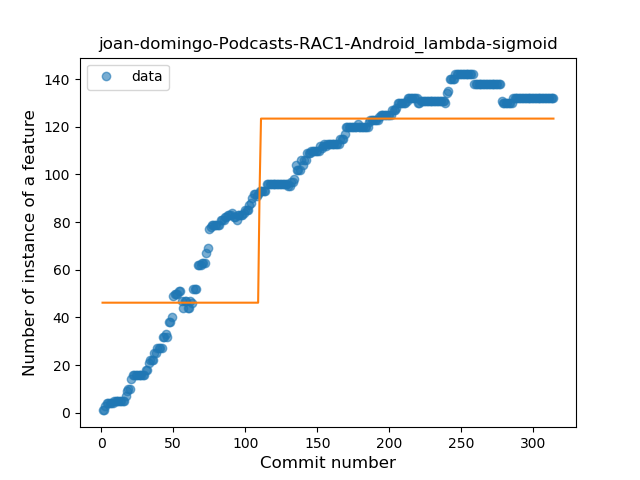 joan-domingo-Podcasts-RAC1-Android_lambda-sigmoid
data
Number of instance of a feature
140
120
100
80
60
40
20
0
0 50 100 150 200 250 300
Commit number